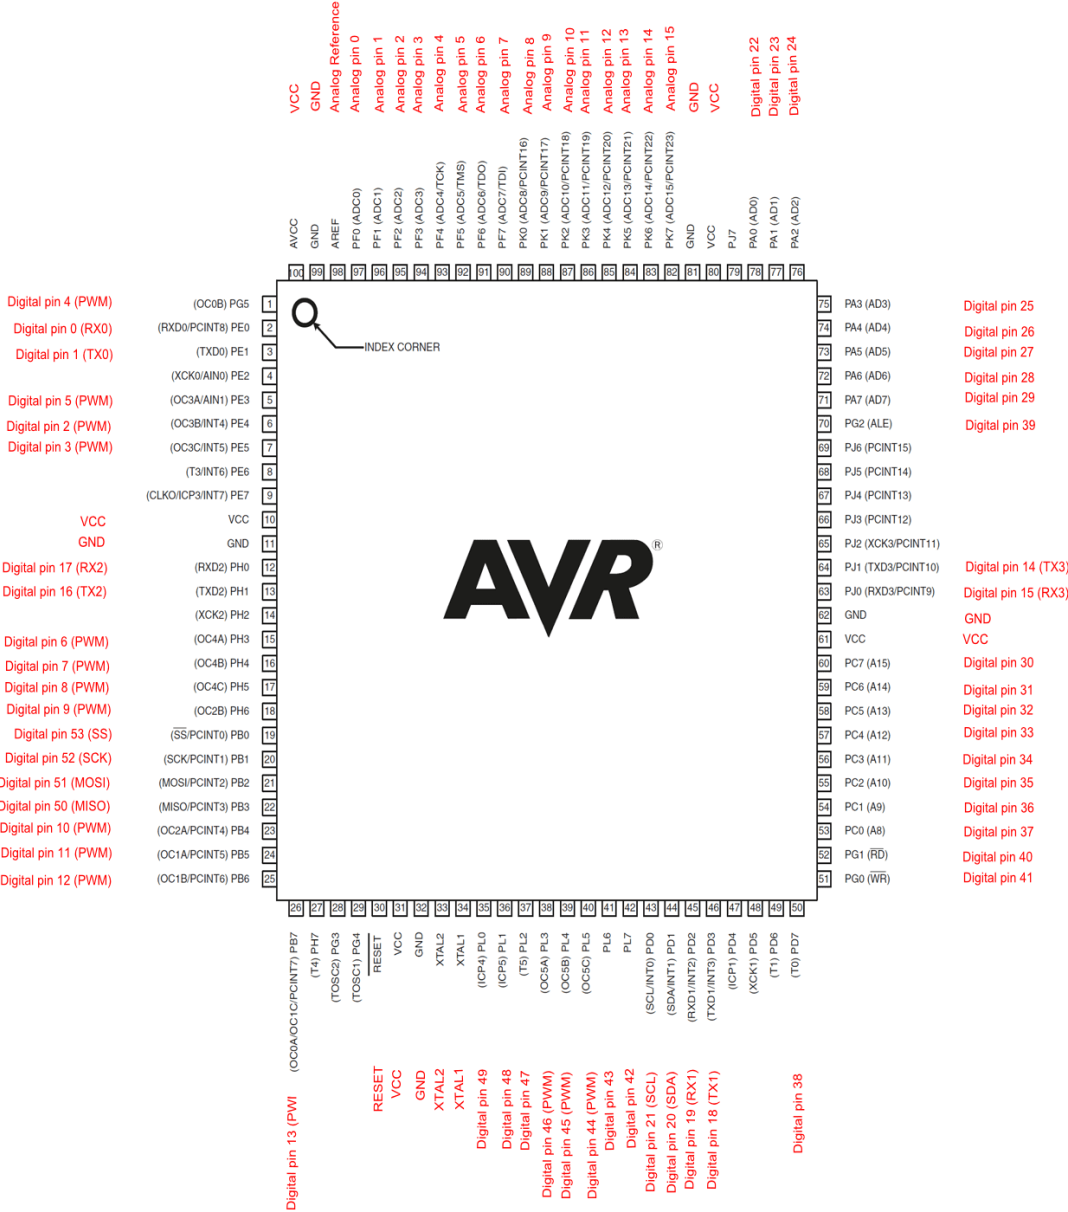 VCC
GND
Analog Reference
Analog pin 0
Analog pin 1
Analog pin 2
Analog pin 3
Analog pin 4
Analog pin 5
Analog pin 6
Analog pin 7
Analog pin 8
Analog pin 9
Analog pin 10
Analog pin 11
Analog pin 12
Analog pin 13
Analog pin 14
Analog pin 15
GND
VCC
Digital pin 22
Digital pin 23
Digital pin 24
AVCC
GND
AREF
PF0 (ADC0)
PF1 (ADC1)
PF2 (ADC2)
PF3 (ADC3)
PF4 (ADC4/TCK)
PF5 (ADC5/TMS)
PF6 (ADC6/TDO)
PF7 (ADC7/TDI)
PK0 (ADC8/PCINT16)
PK1 (ADC9/PCINT17)
PK2 (ADC10/PCINT18)
PK3 (ADC11/PCINT19)
PK4 (ADC12/PCINT20)
PK5 (ADC13/PCINT21)
PK6 (ADC14/PCINT22)
PK7 (ADC15/PCINT23)
GND
VCC
PJ7
PA0 (AD0)
PA1 (AD1)
PA2 (AD2)
100 99 98 97 96 95 94 93 92 91 90 89 88 87 86 85 84 83 82 81 80 79 78 77 76
Digital pin 4 (PWM) (OC0B) PG5 1
Digital pin 0 (RX0) (RXD0/PCINT8) PE0 2
Digital pin 1 (TX0) (TXD0) PE1 3
(XCK0/AIN0) PE2 4
Digital pin 5 (PWM) (OC3A/AIN1) PE3 5
Digital pin 2 (PWM) (OC3B/INT4) PE4 6
Digital pin 3 (PWM) (OC3C/INT5) PE5 7
(T3/INT6) PE6 8
(CLKO/ICP3/INT7) PE7 9
VCC VCC 10
GND GND 11
Digital pin 17 (RX2) (RXD2) PH0 12
Digital pin 16 (TX2) (TXD2) PH1 13
(XCK2) PH2 14
Digital pin 6 (PWM) (OC4A) PH3 15
Digital pin 7 (PWM) (OC4B) PH4 16
Digital pin 8 (PWM) (OC4C) PH5 17
Digital pin 9 (PWM) (OC2B) PH6 18
Digital pin 53 (SS) (SS/PCINT0) PB0 19
Digital pin 52 (SCK) (SCK/PCINT1) PB1 20
Digital pin 51 (MOSI) (MOSI/PCINT2) PB2 21
Digital pin 50 (MISO) (MISO/PCINT3) PB3 22
Digital pin 10 (PWM) (OC2A/PCINT4) PB4 23
Digital pin 11 (PWM) (OC1A/PCINT5) PB5 24
Digital pin 12 (PWM) (OC1B/PCINT6) PB6 25
INDEX CORNER
AVR®
75 PA3 (AD3) Digital pin 25
74 PA4 (AD4) Digital pin 26
73 PA5 (AD5) Digital pin 27
72 PA6 (AD6) Digital pin 28
71 PA7 (AD7) Digital pin 29
70 PG2 (ALE) Digital pin 39
69 PJ6 (PCINT15)
68 PJ5 (PCINT14)
67 PJ4 (PCINT13)
66 PJ3 (PCINT12)
65 PJ2 (XCK3/PCINT11)
64 PJ1 (TXD3/PCINT10) Digital pin 14 (TX3)
63 PJ0 (RXD3/PCINT9) Digital pin 15 (RX3)
62 GND GND
61 VCC VCC
60 PC7 (A15) Digital pin 30
59 PC6 (A14) Digital pin 31
58 PC5 (A13) Digital pin 32
57 PC4 (A12) Digital pin 33
56 PC3 (A11) Digital pin 34
55 PC2 (A10) Digital pin 35
54 PC1 (A9) Digital pin 36
53 PC0 (A8) Digital pin 37
52 PG1 (RD) Digital pin 40
51 PG0 (WR) Digital pin 41
26 27 28 29 30 31 32 33 34 35 36 37 38 39 40 41 42 43 44 45 46 47 48 49 50
(OC0A/OC1C/PCINT7) PB7
(T4) PH7
(TOSC2) PG3
(TOSC1) PG4
RESET
VCC
GND
XTAL2
XTAL1
(ICP4) PL0
(ICP5) PL1
(T5) PL2
(OC5A) PL3
(OC5B) PL4
(OC5C) PL5
PL6
PL7
(SCL/INT0) PD0
(SDA/INT1) PD1
(RXD1/INT2) PD2
(TXD1/INT3) PD3
(ICP1) PD4
(XCK1) PD5
(T1) PD6
(T0) PD7
Digital pin 13 (PWI
RESET
VCC
GND
XTAL2
XTAL1
Digital pin 49
Digital pin 48
Digital pin 47
Digital pin 46 (PWM)
Digital pin 45 (PWM)
Digital pin 44 (PWM)
Digital pin 43
Digital pin 42
Digital pin 21 (SCL)
Digital pin 20 (SDA)
Digital pin 19 (RX1)
Digital pin 18 (TX1)
Digital pin 38